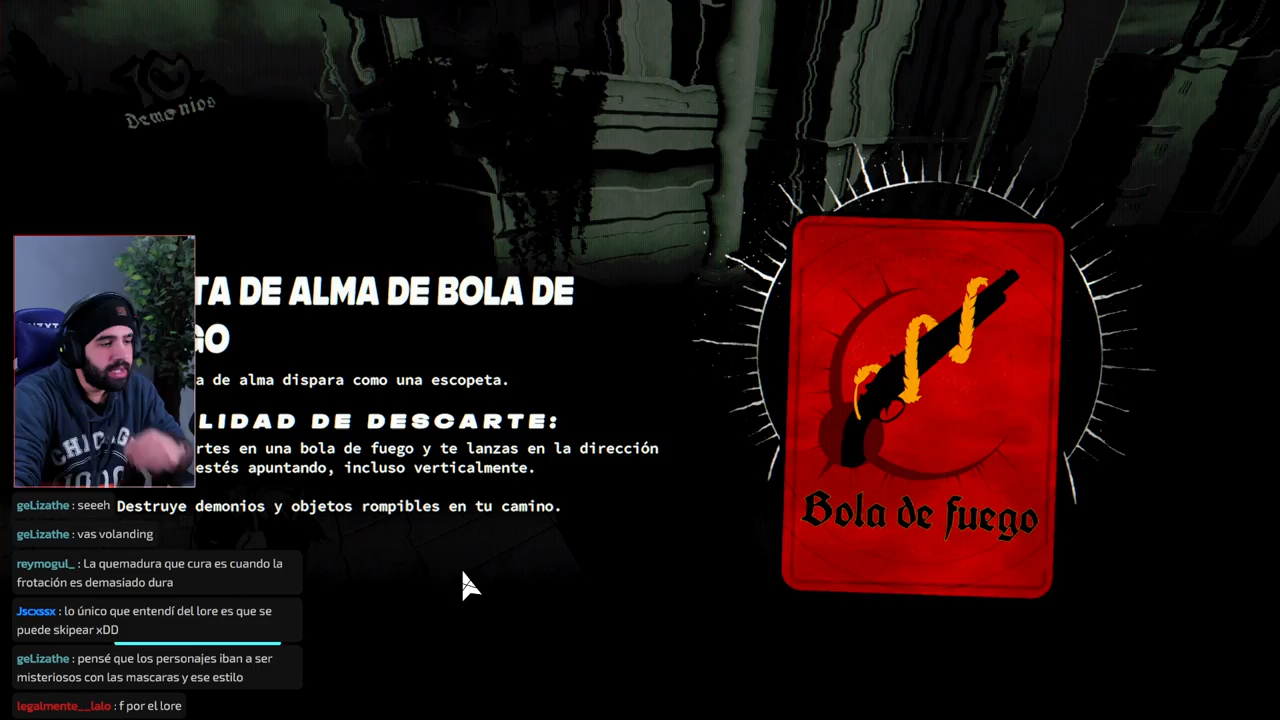 10
Demonios
TA DE ALMA DE BOLA DE
GO
a de alma dispara como una escopeta.
LIDAD DE DESCARTE:
rtes en una bola de fuego y te lanzas en la dirección
estés apuntando, incluso verticalmente.
Destruye demonios y objetos rompibles en tu camino.
Bola de fuego
CHICAGO
geLizathe : seeeh
geLizathe : vas volanding
reymogul_ : La quemadura que cura es cuando la
frotación es demasiado dura
Jscxssx : lo único que entendí del lore es que se
puede skipear xDD
geLizathe : pensé que los personajes iban a ser
misteriosos con las mascaras y ese estilo
legalmente__lalo : f por el lore